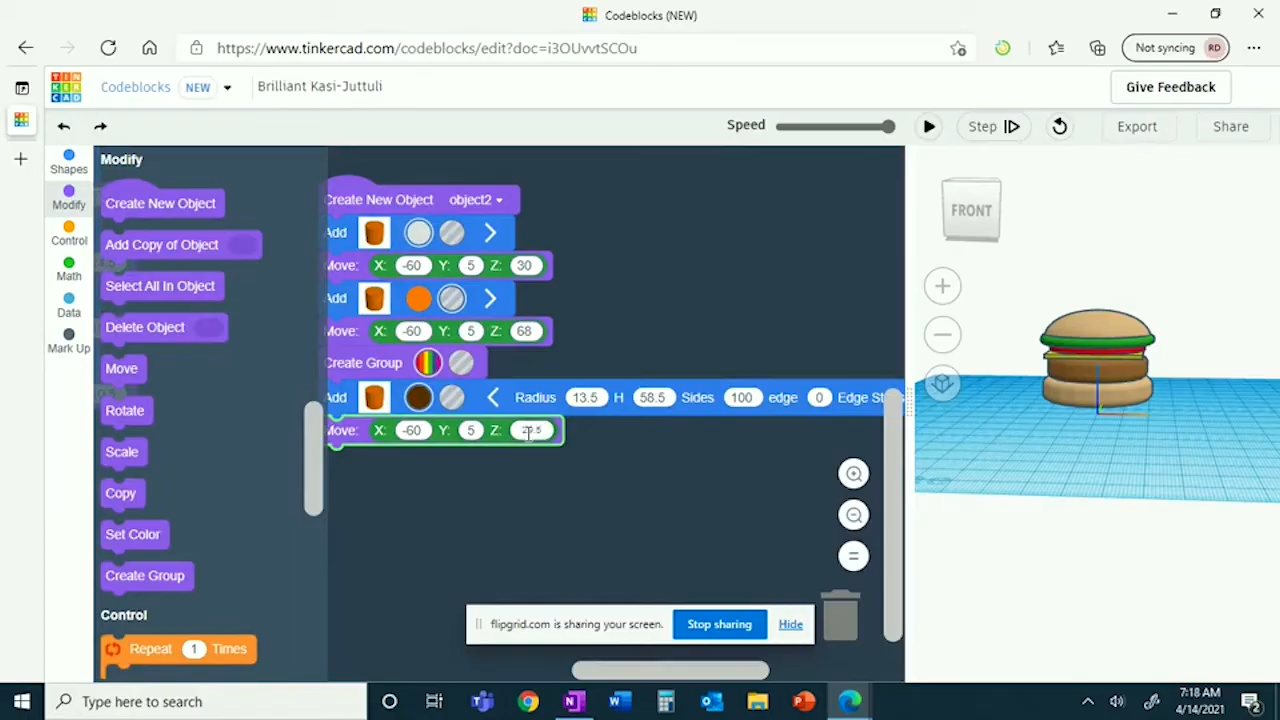 Codeblocks (NEW)
https://www.tinkercad.com/codeblocks/edit?doc=i3OUvvtSCOu
Not syncing RD
TIN
KER
CAD
Codeblocks NEW Brilliant Kasi-Juttuli
Give Feedback
Speed
Step
Export
Share
Shapes
Modify
Control
Math
Data
Mark Up
Modify
Create New Object
Add Copy of Object
Select All In Object
Delete Object
Move
Rotate
Scale
Copy
Set Color
Create Group
Control
Repeat 1 Times
Create New Object object2
Add
Move: X: -60 Y: 5 Z: 30
Add
Move: X: -60 Y: 5 Z: 68
Create Group
Add Radius 13.5 H 58.5 Sides 100 edge 0 Edge
Move: X: -60 Y: 5 Z:
FRONT
flipgrid.com is sharing your screen.
Stop sharing
Hide
Type here to search
7:18 AM
4/14/2021
2